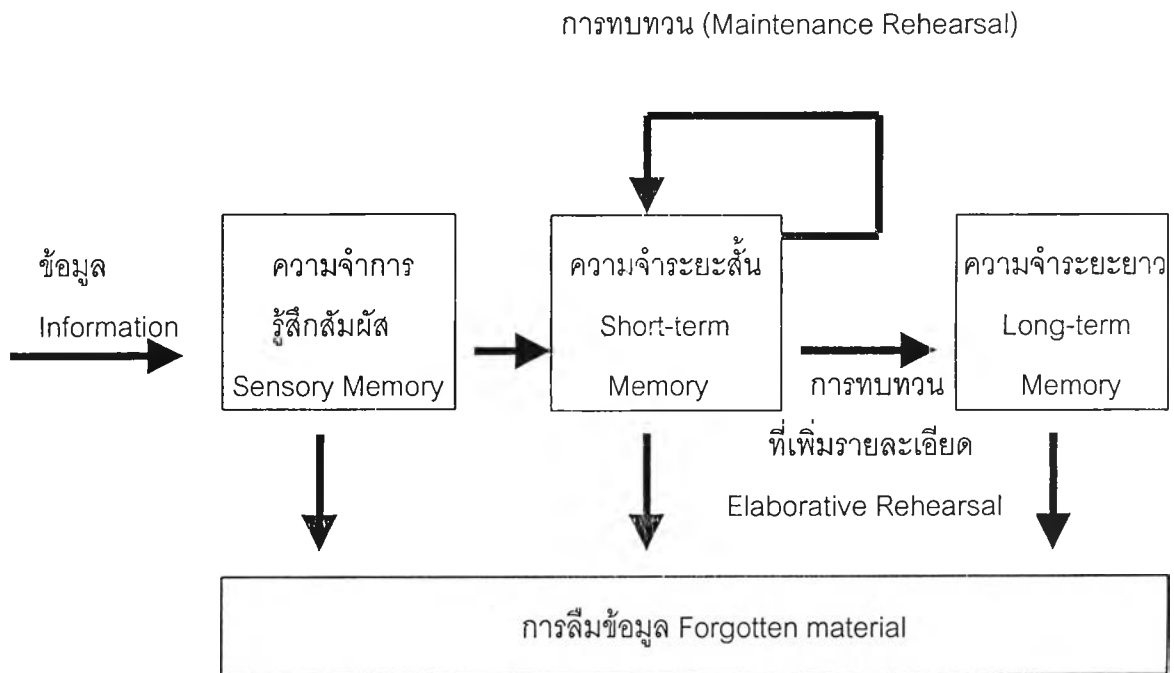 การทบทวน (Maintenance Rehearsal)
ข้อมูล
Information
ความจำการ
รู้สึกสัมผัส
Sensory Memory
ความจำระยะสั้น
Short-term
Memory
การทบทวน
ที่เพิ่มรายละเอียด
Elaborative Rehearsal
ความจำระยะยาว
Long-term
Memory
การลืมข้อมูล Forgotten material